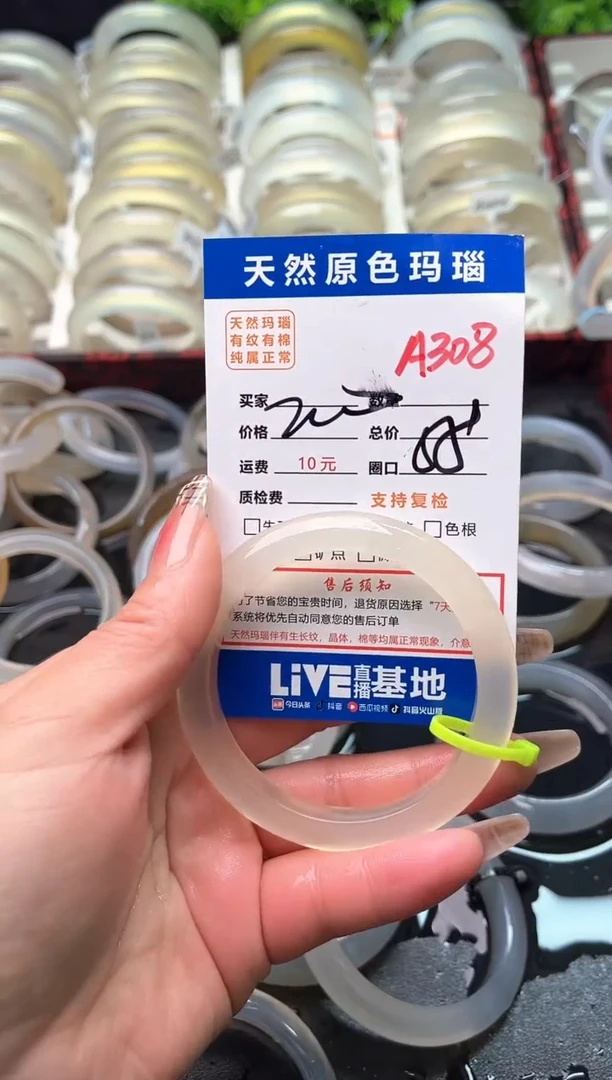 天然原色玛瑙
天然玛瑙
有纹有棉
纯属正常
A308
买家 数量
价格 总价
运费 10元 圈口
质检费 支持复检
色根
矿点
售后须知
了节省您的宝贵时间，退货原因选择“7天
系统将优先自动同意您的售后订单
天然玛瑙伴有生长纹，晶体，棉等均属正常现象，介意
LiVE直播基地
今日头条 抖音 西瓜视频 抖音火山版